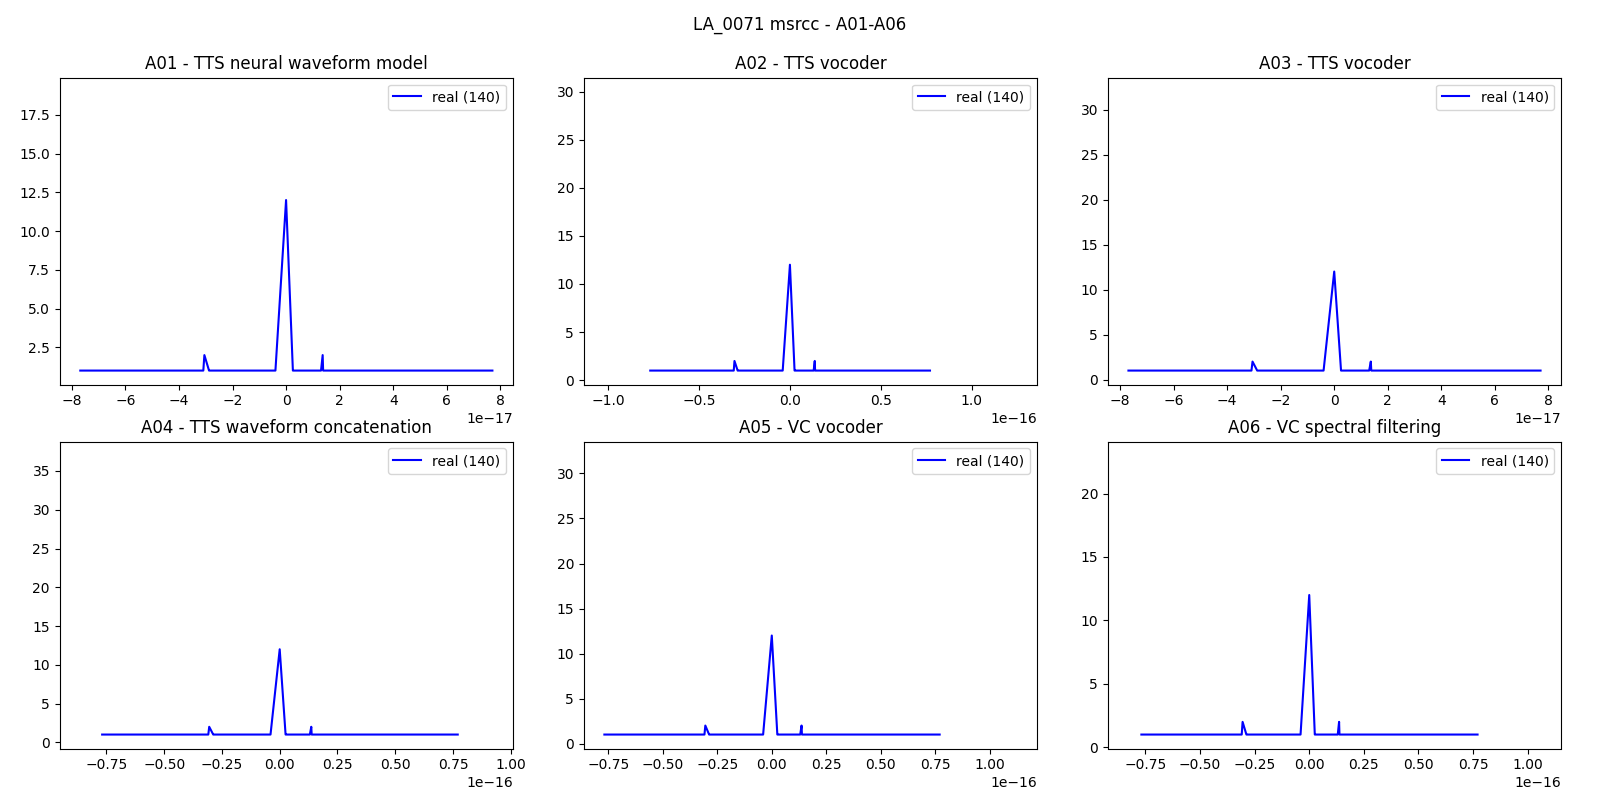 LA_0071 msrcc - A01-A06
A01 - TTS neural waveform model
real (140)
17.5
15.0
12.5
10.0
7.5
5.0
2.5
−8 −6 −4 −2 0 2 4 6 8
1e−17
A02 - TTS vocoder
real (140)
30
25
20
15
10
5
0
−1.0 −0.5 0.0 0.5 1.0
1e−16
A03 - TTS vocoder
real (140)
30
25
20
15
10
5
0
−8 −6 −4 −2 0 2 4 6 8
1e−17
A04 - TTS waveform concatenation
real (140)
35
30
25
20
15
10
5
0
−0.75 −0.50 −0.25 0.00 0.25 0.50 0.75 1.00
1e−16
A05 - VC vocoder
real (140)
30
25
20
15
10
5
0
−0.75 −0.50 −0.25 0.00 0.25 0.50 0.75 1.00
1e−16
A06 - VC spectral filtering
real (140)
20
15
10
5
0
−0.75 −0.50 −0.25 0.00 0.25 0.50 0.75 1.00
1e−16